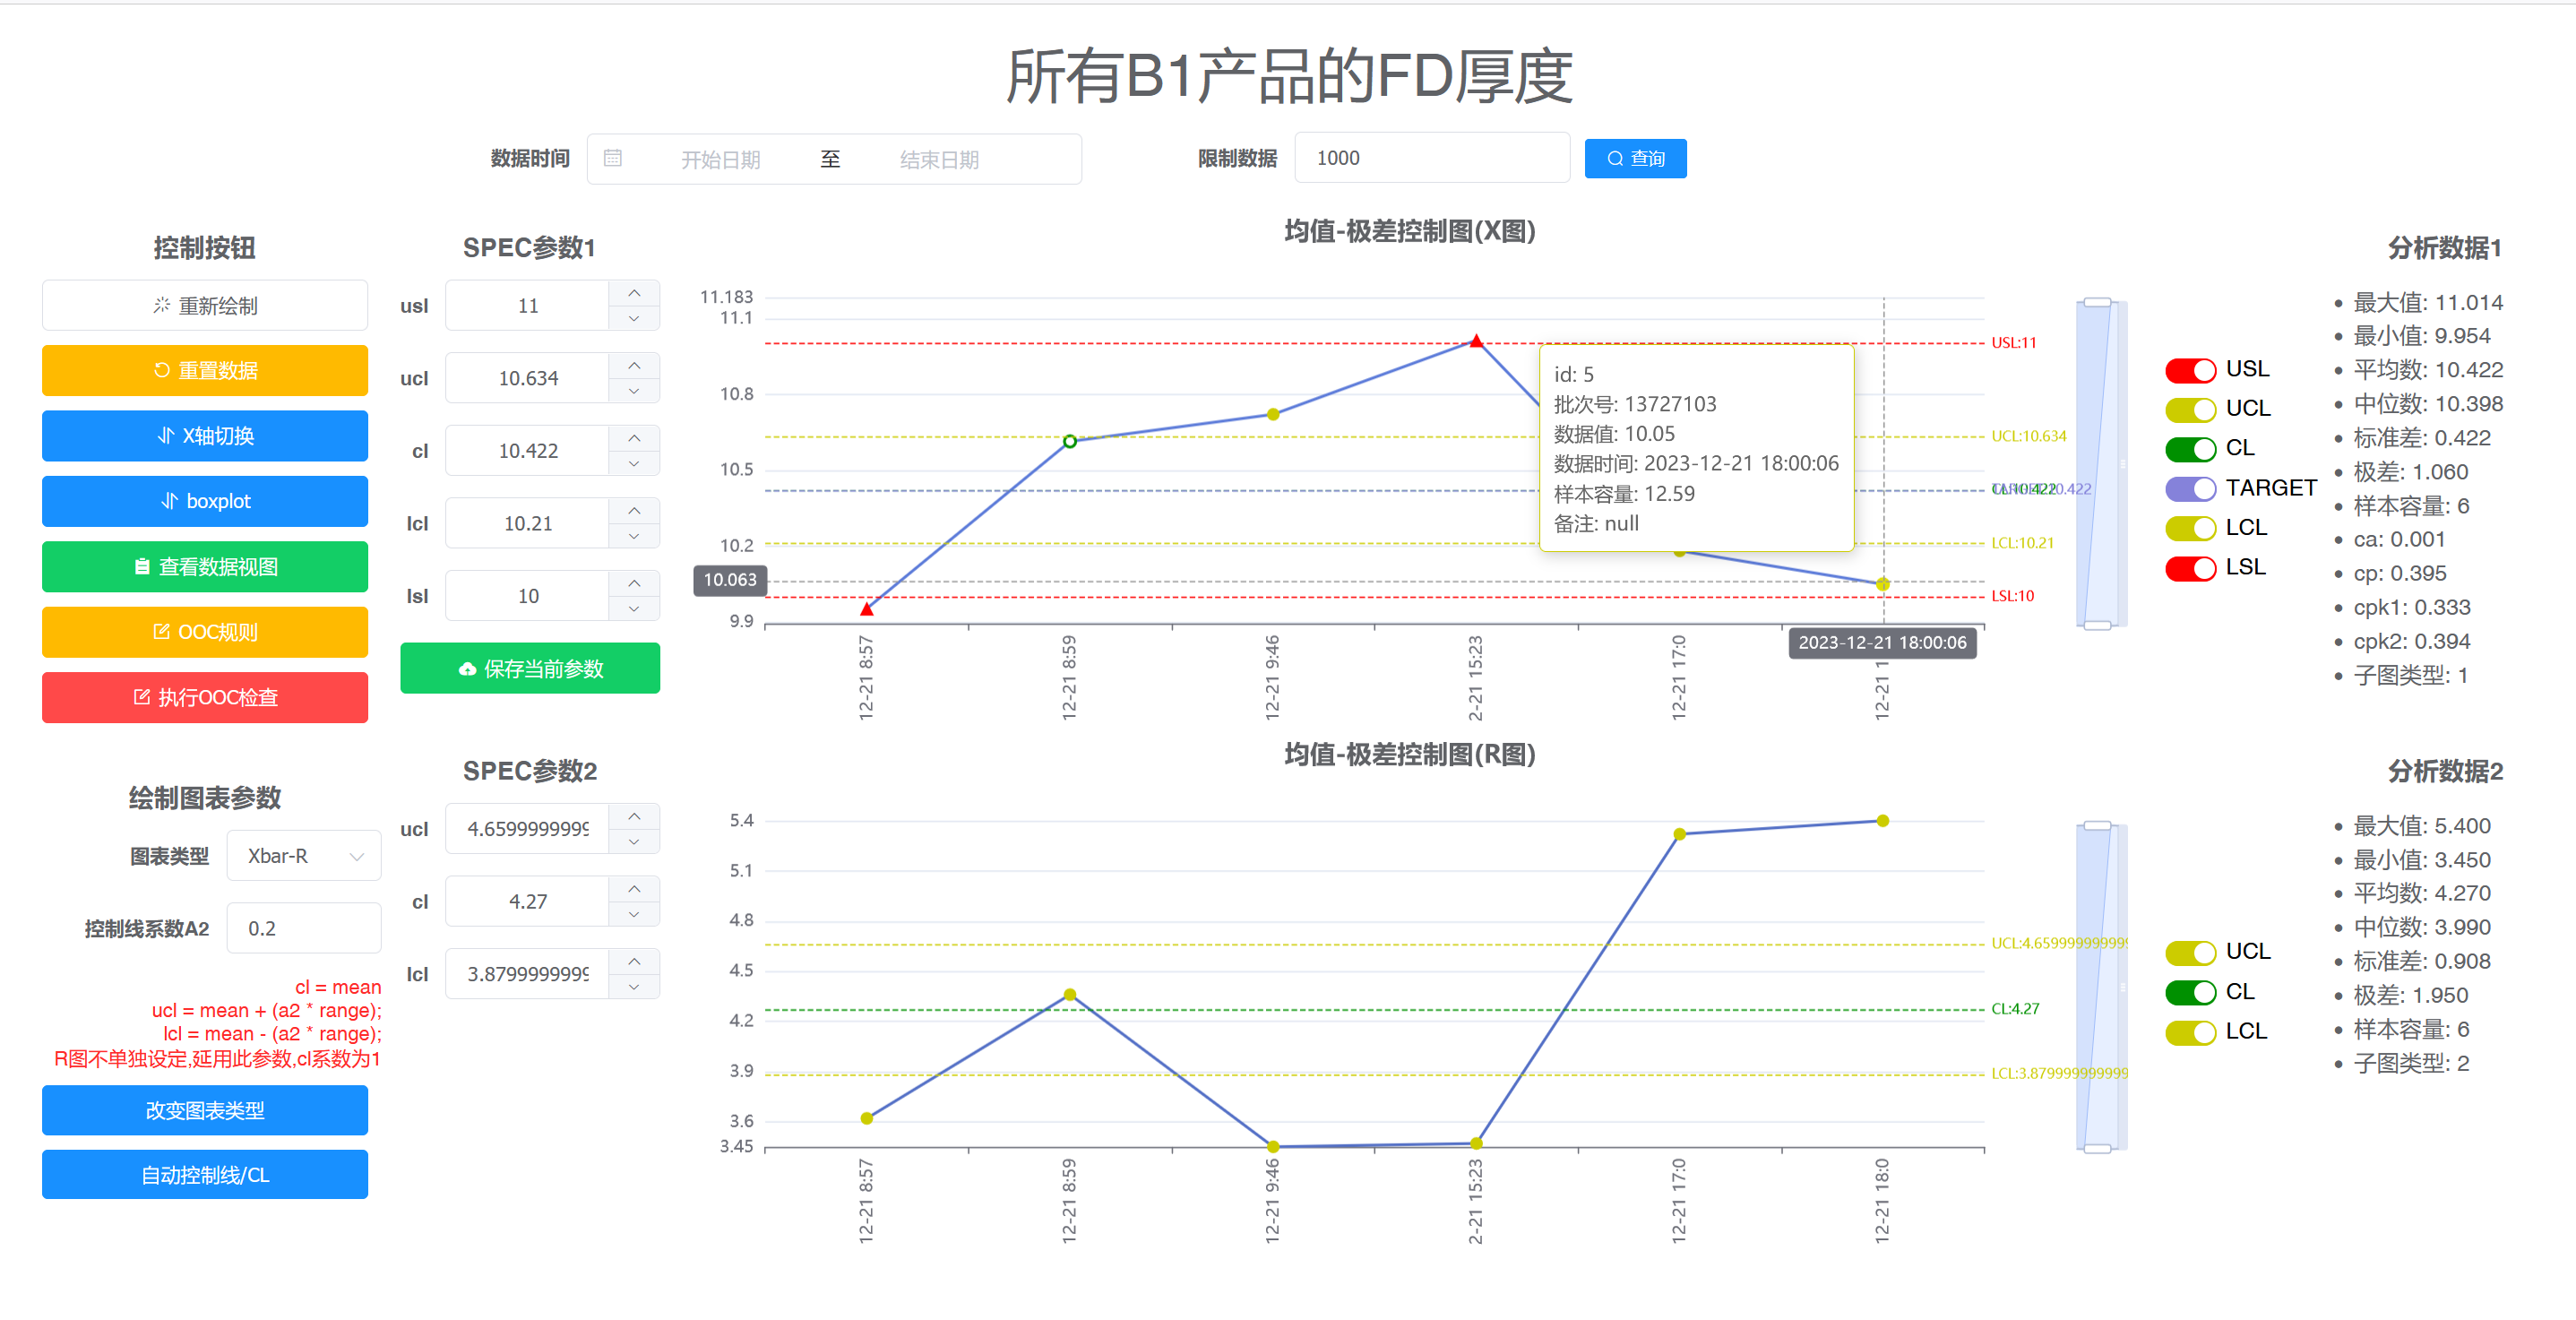 所有B1产品的FD厚度
数据时间 开始日期 至 结束日期 限制数据 1000 查询
控制按钮
重新绘制
重置数据
X轴切换
boxplot
查看数据视图
OOC规则
执行OOC检查
SPEC参数1
usl 11
ucl 10.634
cl 10.422
lcl 10.21
lsl 10
保存当前参数
均值-极差控制图(X图)
11.183
11.1
10.8
10.5
10.2
10.063
9.9
USL:11
UCL:10.634
CL:10.422
TARGET:10.422
LCL:10.21
LSL:10
id: 5
批次号: 13727103
数据值: 10.05
数据时间: 2023-12-21 18:00:06
样本容量: 12.59
备注: null
12-21 8:57
12-21 8:59
12-21 9:46
2-21 15:23
12-21 17:0
12-21 1
2023-12-21 18:00:06
USL
UCL
CL
TARGET
LCL
LSL
分析数据1
最大值: 11.014
最小值: 9.954
平均数: 10.422
中位数: 10.398
标准差: 0.422
极差: 1.060
样本容量: 6
ca: 0.001
cp: 0.395
cpk1: 0.333
cpk2: 0.394
子图类型: 1
绘制图表参数
图表类型 Xbar-R
控制线系数A2 0.2
cl = mean
ucl = mean + (a2 * range);
lcl = mean - (a2 * range);
R图不单独设定,延用此参数,cl系数为1
改变图表类型
自动控制线/CL
SPEC参数2
ucl 4.6599999999
cl 4.27
lcl 3.8799999999
均值-极差控制图(R图)
5.4
5.1
4.8
4.5
4.2
3.9
3.6
3.45
UCL:4.659999999999
CL:4.27
LCL:3.879999999999
12-21 8:57
12-21 8:59
12-21 9:46
2-21 15:23
12-21 17:0
12-21 18:0
UCL
CL
LCL
分析数据2
最大值: 5.400
最小值: 3.450
平均数: 4.270
中位数: 3.990
标准差: 0.908
极差: 1.950
样本容量: 6
子图类型: 2